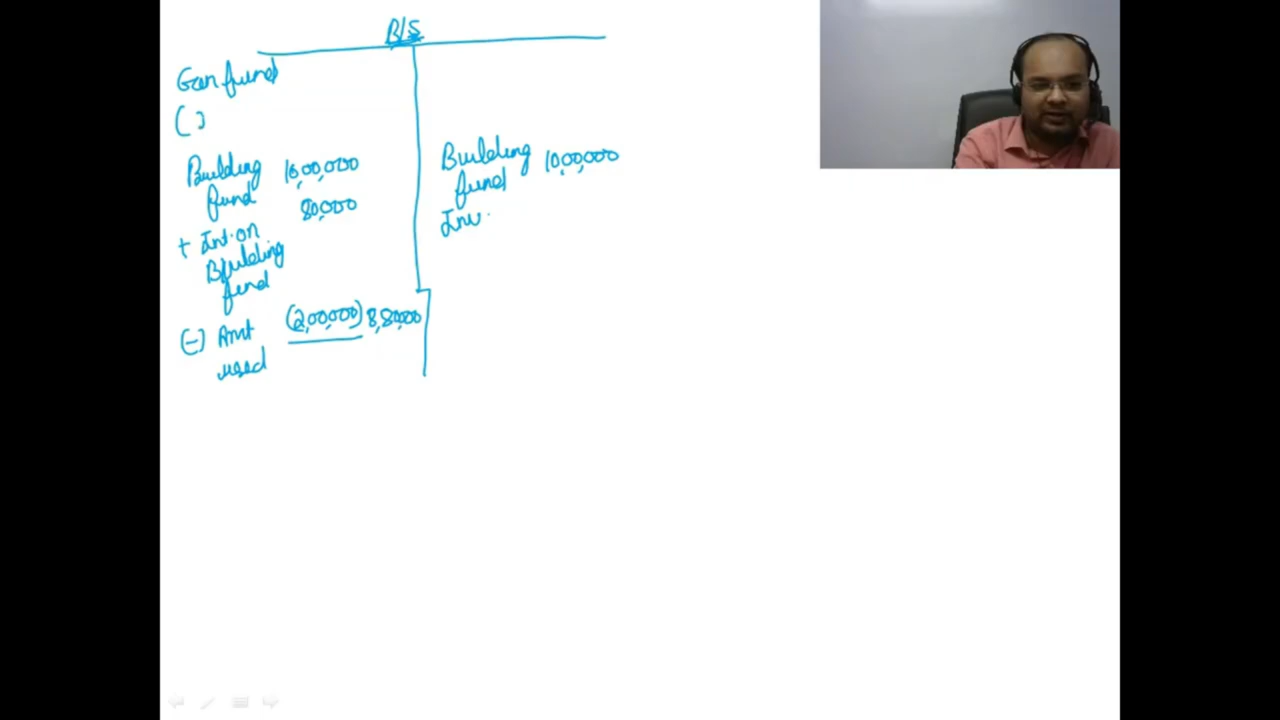 B/S
Gen fund
( )
Building 10,00,000
fund 80,000
+ Int. on
Building
fund
(-) Amt (2,00,000) 8,80,000
used
Building 10,00,000
fund
Inv.